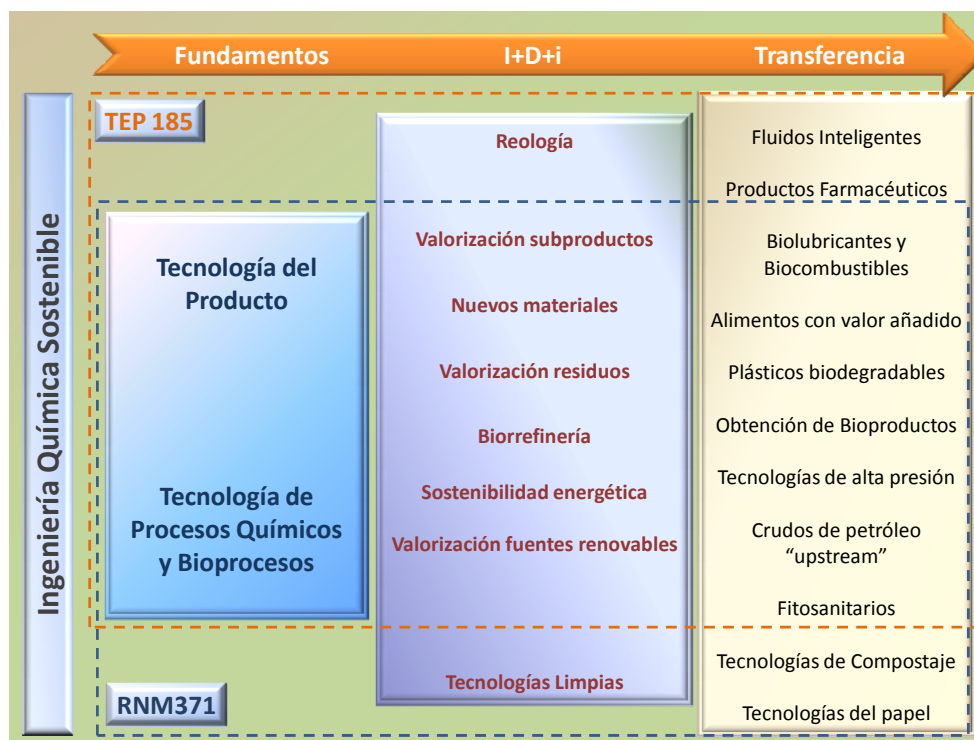 Fundamentos
I+D+i
Transferencia
Ingeniería Química Sostenible
TEP 185
Tecnología del
Producto
Tecnología de
Procesos Químicos
y Bioprocesos
RNM371
Reología
Valorización subproductos
Nuevos materiales
Valorización residuos
Biorrefinería
Sostenibilidad energética
Valorización fuentes renovables
Tecnologías Limpias
Fluidos Inteligentes
Productos Farmacéuticos
Biolubricantes y
Biocombustibles
Alimentos con valor añadido
Plásticos biodegradables
Obtención de Bioproductos
Tecnologías de alta presión
Crudos de petróleo
“upstream”
Fitosanitarios
Tecnologías de Compostaje
Tecnologías del papel